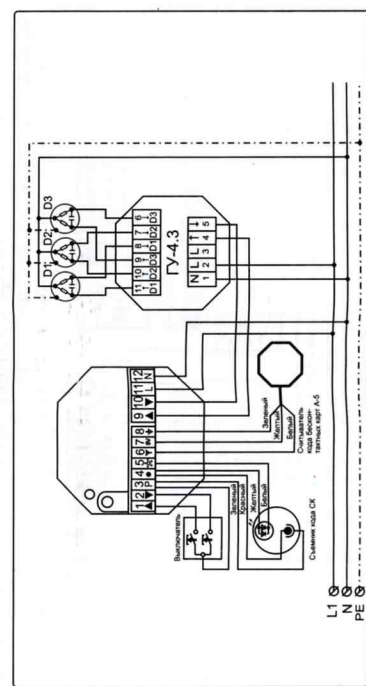 D1
D2
D3
11 10 9 8 7 6
↑ ↑ ↑ ↓ ↓ ↓
D1 D2 D3 D1 D2 D3
ГУ-4.3
N L L ↑ ↓
1 2 3 4 5
1 2 3 4 5 6 7 8 9 10 11 12
▲ ▼ P ▲ ▼ L N
Выключатель
Зеленый
Красный
Желтый
Белый
Съемник кода СК
Зеленый
Желтый
Белый
Считыватель
кода бескон-
тактных карт А-5
L1
N
PE